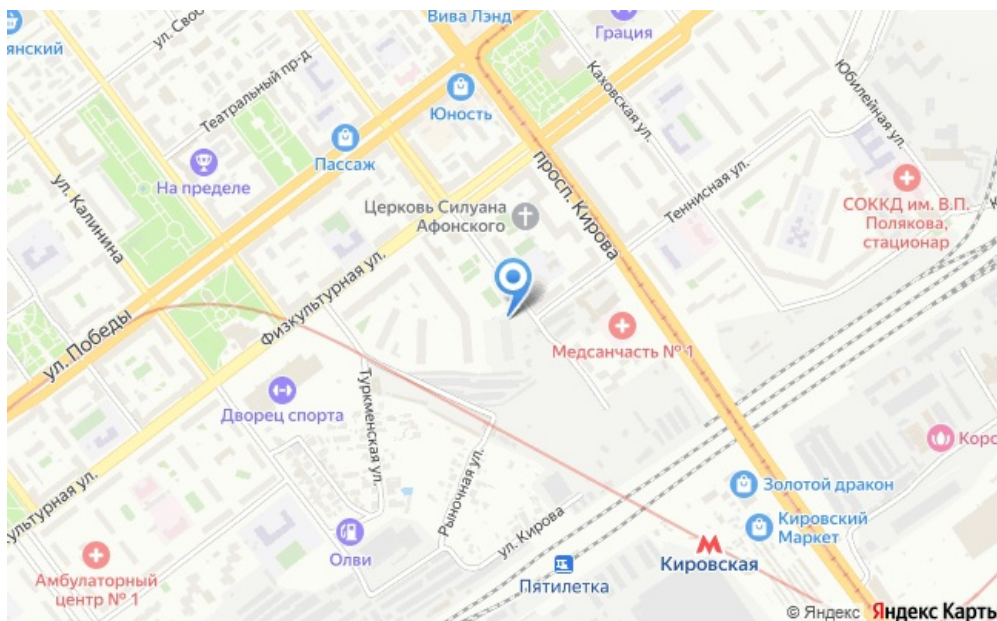 Вива Лэнд
Грация
янский
ул. Своб
Театральный пр-д
Каховская ул.
Юбилейная ул.
Юность
Пассаж
На пределе
просп. Кирова
ул. Калинина
Теннисная ул.
СОККД им. В.П.
Полякова,
стационар
Церковь Силуана
Афонского
Физкультурная ул.
ул. Победы
Медсанчасть № 1
Дворец спорта
Туркменская ул.
Коро
Рыночная ул.
Золотой дракон
культурная ул.
ул. Кирова
Кировский
Маркет
Олви
Кировская
Амбулаторный
центр № 1
Пятилетка
© Яндекс Яндекс Карты